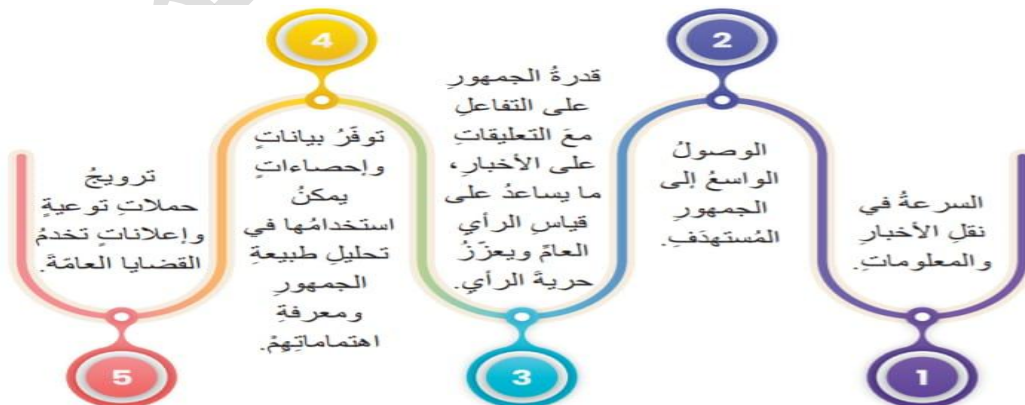 1
السرعةُ في
نقلِ الأخبارِ
والمعلوماتِ.
2
الوصولُ
الواسعُ إلى
الجمهورِ
المُستهدَفِ.
3
قدرةُ الجمهورِ
على التفاعلِ
معَ التعليقاتِ
على الأخبارِ،
ما يساعدُ على
قياسِ الرأيِ
العامِّ ويعزّزُ
حريةَ الرأيِ.
4
توفّرُ بياناتٍ
وإحصاءاتٍ
يمكنُ
استخدامُها في
تحليلِ طبيعةِ
الجمهورِ
ومعرفةِ
اهتماماتِهِمْ.
5
ترويجُ
حملاتِ توعيةٍ
وإعلاناتٍ تخدمُ
القضايا العامّةَ.